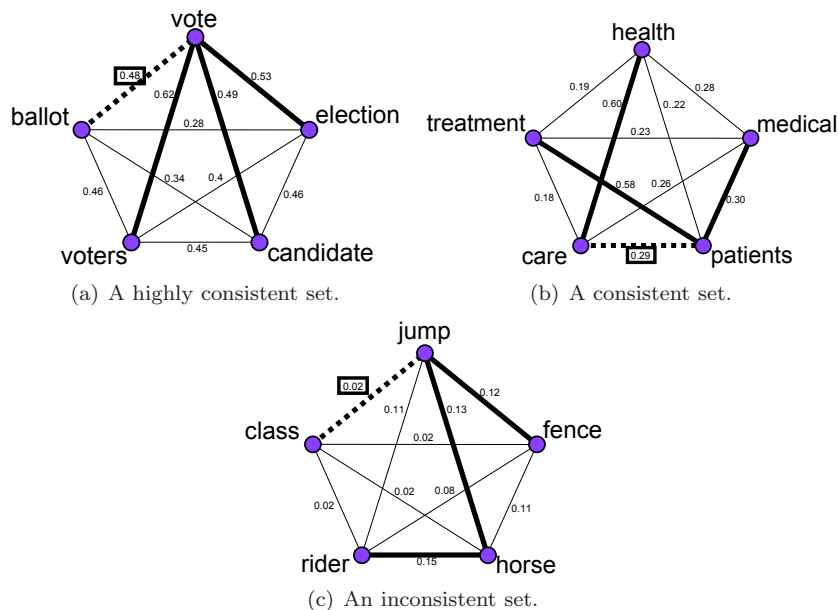 vote
0.48
0.53
0.62
0.49
ballot
election
0.28
0.34
0.4
0.46
0.46
voters
0.45
candidate
(a) A highly consistent set.
health
0.19
0.28
0.60
0.22
treatment
medical
0.23
0.58
0.26
0.18
0.30
care
0.29
patients
(b) A consistent set.
jump
0.02
0.12
0.11
0.13
class
fence
0.02
0.02
0.08
0.02
0.11
rider
0.15
horse
(c) An inconsistent set.